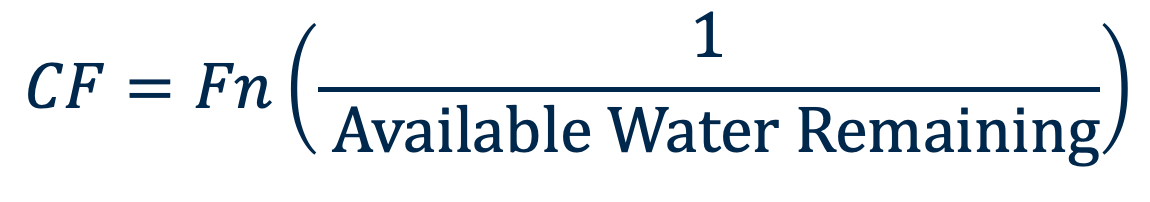 CF = Fn ( 1 / Available Water Remaining )